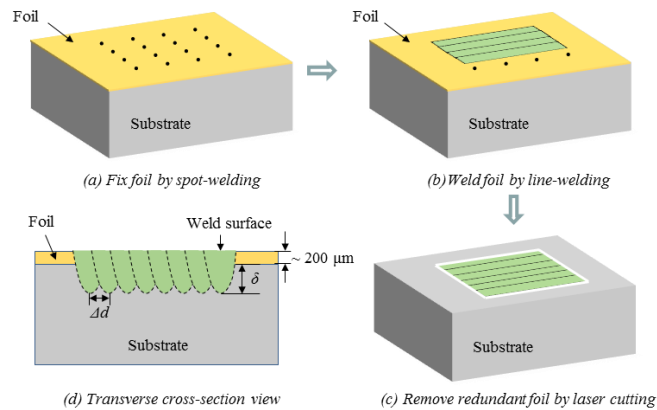 Foil
Substrate
(a) Fix foil by spot-welding
Foil
Substrate
(b) Weld foil by line-welding
Foil
Weld surface
~ 200 μm
δ
Δd
Substrate
(d) Transverse cross-section view
Substrate
(c) Remove redundant foil by laser cutting